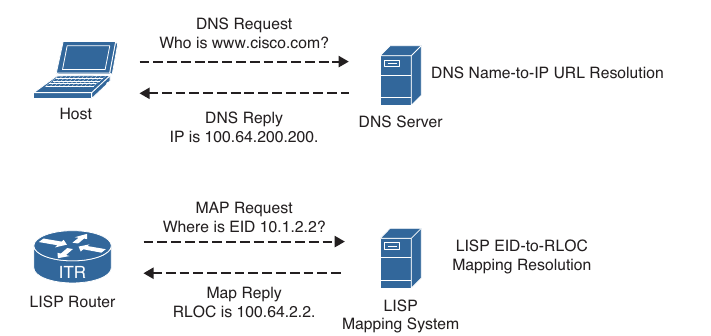 DNS Request
Who is www.cisco.com?
DNS Name-to-IP URL Resolution
Host
DNS Reply
IP is 100.64.200.200.
DNS Server
MAP Request
Where is EID 10.1.2.2?
LISP EID-to-RLOC
Mapping Resolution
ITR
LISP Router
Map Reply
RLOC is 100.64.2.2.
LISP
Mapping System